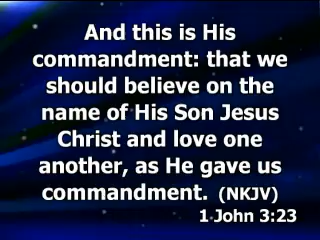 And this is His
commandment: that we
should believe on the
name of His Son Jesus
Christ and love one
another, as He gave us
commandment. (NKJV)
1 John 3:23